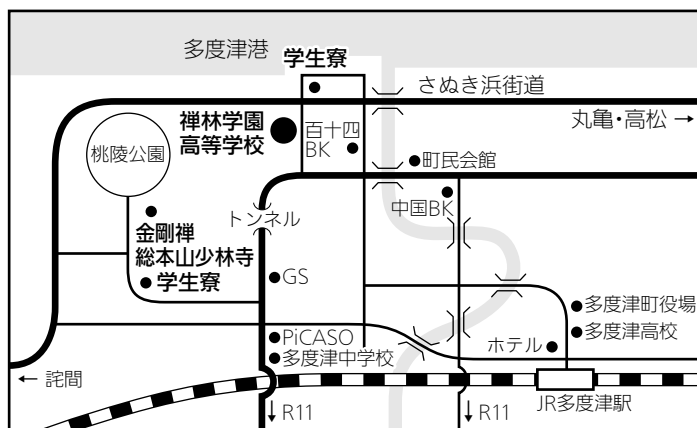 多度津港
学生寮
さぬき浜街道
丸亀・高松 →
禅林学園
高等学校
百十四
BK
桃陵公園
町民会館
中国BK
トンネル
金剛禅
総本山少林寺
学生寮
GS
多度津町役場
多度津高校
PiCASO
多度津中学校
ホテル
← 詫間
JR多度津駅
↓ R11
↓ R11